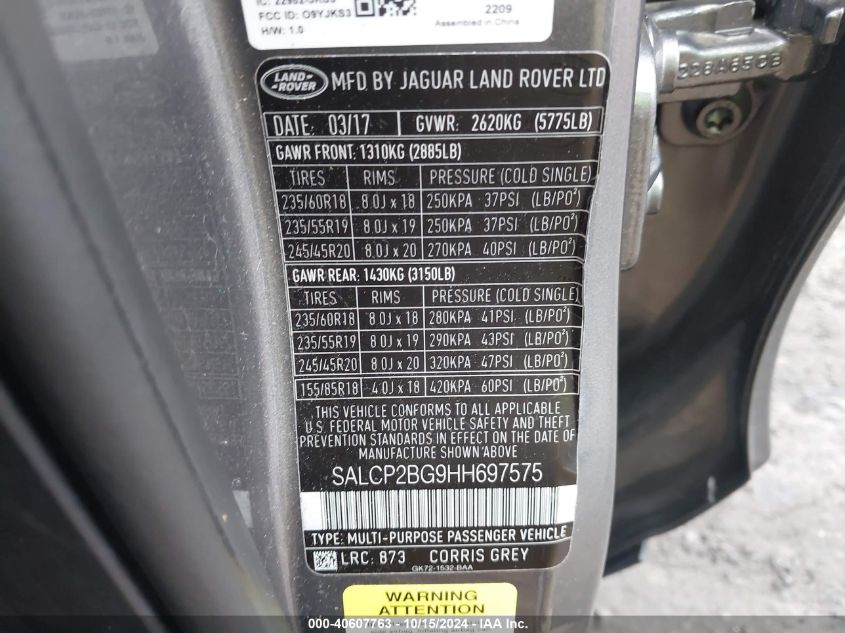 FCC ID: O9YJKS3
H/W: 1.0
2209
Assembled in China
LAND ROVER MFD BY JAGUAR LAND ROVER LTD
DATE: 03/17 GVWR: 2620KG (5775LB)
GAWR FRONT: 1310KG (2885LB)
TIRES RIMS PRESSURE (COLD SINGLE)
235/60R18 8.0J x 18 250KPA 37PSI (LB/PO²)
235/55R19 8.0J x 19 250KPA 37PSI (LB/PO²)
245/45R20 8.0J x 20 270KPA 40PSI (LB/PO²)
GAWR REAR: 1430KG (3150LB)
TIRES RIMS PRESSURE (COLD SINGLE)
235/60R18 8.0J x 18 280KPA 41PSI (LB/PO²)
235/55R19 8.0J x 19 290KPA 43PSI (LB/PO²)
245/45R20 8.0J x 20 320KPA 47PSI (LB/PO²)
155/85R18 4.0J x 18 420KPA 60PSI (LB/PO²)
THIS VEHICLE CONFORMS TO ALL APPLICABLE
U.S. FEDERAL MOTOR VEHICLE SAFETY AND THEFT
PREVENTION STANDARDS IN EFFECT ON THE DATE OF
MANUFACTURE SHOWN ABOVE
SALCP2BG9HH697575
TYPE: MULTI-PURPOSE PASSENGER VEHICLE
LRC: 873 CORRIS GREY
GK72-1532-BAA
WARNING
ATTENTION
000-40607763 - 10/15/2024 - IAA Inc.